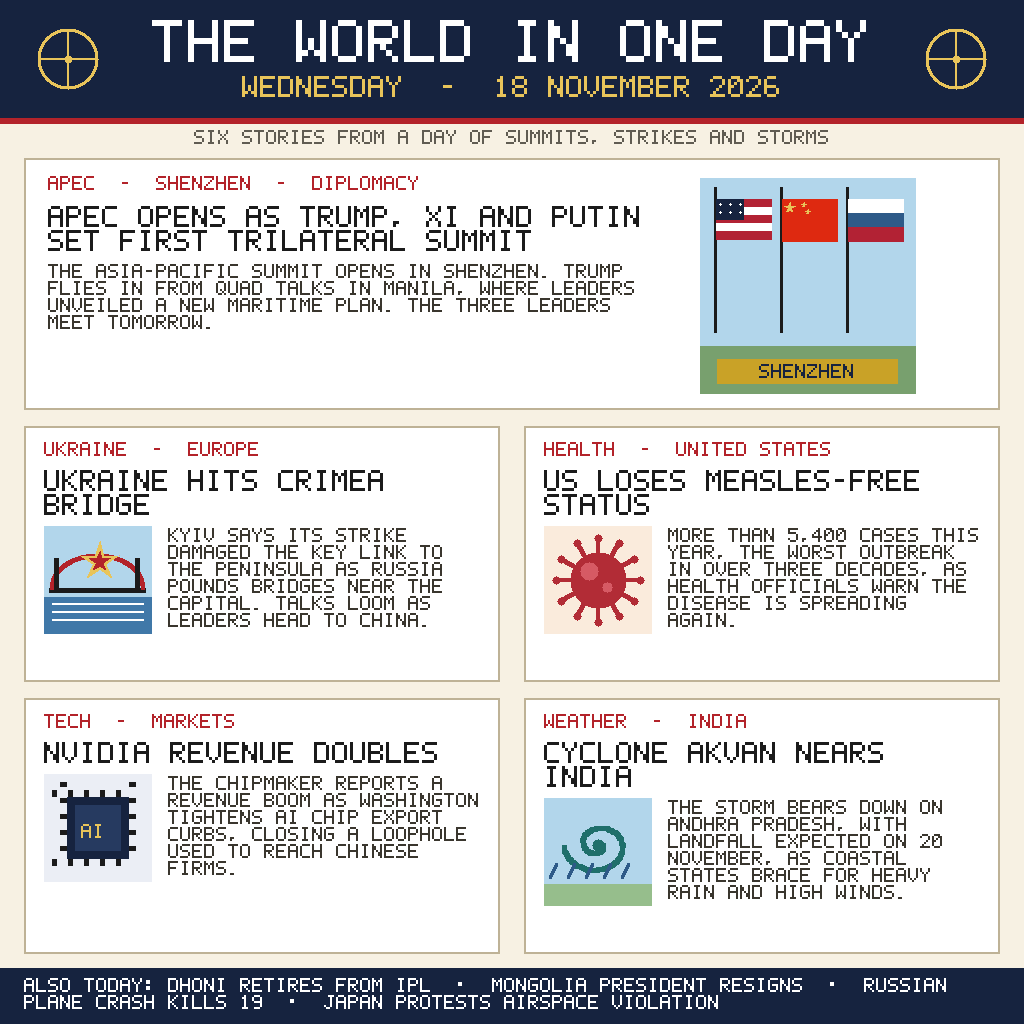 THE WORLD IN ONE DAY
WEDNESDAY - 18 NOVEMBER 2026
SIX STORIES FROM A DAY OF SUMMITS, STRIKES AND STORMS
APEC - SHENZHEN - DIPLOMACY
APEC OPENS AS TRUMP, XI AND PUTIN
SET FIRST TRILATERAL SUMMIT
THE ASIA-PACIFIC SUMMIT OPENS IN SHENZHEN. TRUMP
FLIES IN FROM QUAD TALKS IN MANILA, WHERE LEADERS
UNVEILED A NEW MARITIME PLAN. THE THREE LEADERS
MEET TOMORROW.
SHENZHEN
UKRAINE - EUROPE
UKRAINE HITS CRIMEA
BRIDGE
KYIV SAYS ITS STRIKE
DAMAGED THE KEY LINK TO
THE PENINSULA AS RUSSIA
POUNDS BRIDGES NEAR THE
CAPITAL. TALKS LOOM AS
LEADERS HEAD TO CHINA.
HEALTH - UNITED STATES
US LOSES MEASLES-FREE
STATUS
MORE THAN 5,400 CASES THIS
YEAR, THE WORST OUTBREAK
IN OVER THREE DECADES, AS
HEALTH OFFICIALS WARN THE
DISEASE IS SPREADING
AGAIN.
TECH - MARKETS
NVIDIA REVENUE DOUBLES
AI
THE CHIPMAKER REPORTS A
REVENUE BOOM AS WASHINGTON
TIGHTENS AI CHIP EXPORT
CURBS, CLOSING A LOOPHOLE
USED TO REACH CHINESE
FIRMS.
WEATHER - INDIA
CYCLONE AKVAN NEARS
INDIA
THE STORM BEARS DOWN ON
ANDHRA PRADESH, WITH
LANDFALL EXPECTED ON 20
NOVEMBER, AS COASTAL
STATES BRACE FOR HEAVY
RAIN AND HIGH WINDS.
ALSO TODAY: DHONI RETIRES FROM IPL · MONGOLIA PRESIDENT RESIGNS · RUSSIAN
PLANE CRASH KILLS 19 · JAPAN PROTESTS AIRSPACE VIOLATION